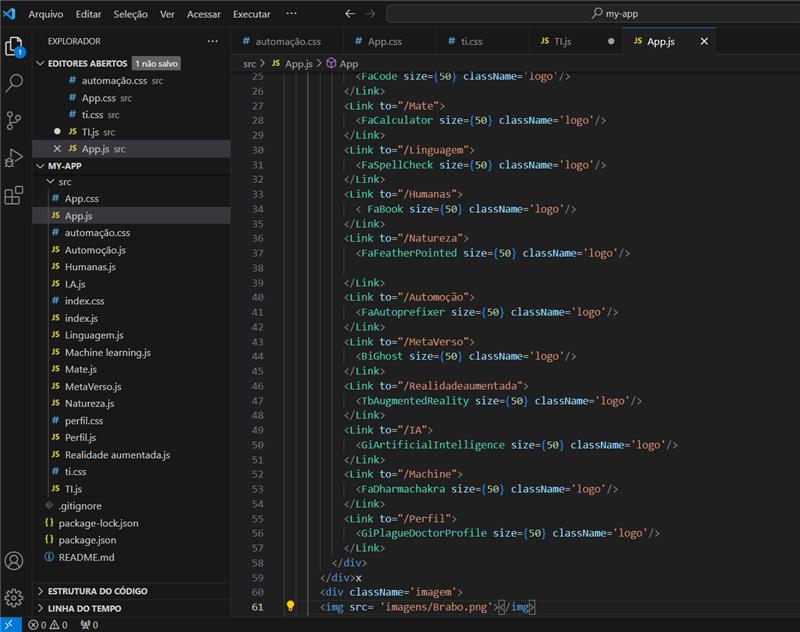 Arquivo Editar Seleção Ver Acessar Executar ··· ← → my-app
EXPLORADOR ···
# automação.css # App.css # ti.css JS TI.js ● JS App.js ×
EDITORES ABERTOS 1 não salvo
# automação.css src
# App.css src
# ti.css src
● JS TI.js src
× JS App.js src
MY-APP
src
# App.css
JS App.js
# automação.css
JS Automoção.js
JS Humanas.js
JS I.A.js
# index.css
JS index.js
JS Linguagem.js
JS Machine learning.js
JS Mate.js
JS MetaVerso.js
JS Natureza.js
# perfil.css
JS Perfil.js
JS Realidade aumentada.js
# ti.css
JS TI.js
.gitignore
{} package-lock.json
{} package.json
README.md
ESTRUTURA DO CÓDIGO
LINHA DO TEMPO
src > JS App.js > App
25 <FaCode size={50} className='logo'/>
26 </Link>
27 <Link to="/Mate">
28 <FaCalculator size={50} className='logo'/>
29 </Link>
30 <Link to="/Linguagem">
31 <FaSpellCheck size={50} className='logo'/>
32 </Link>
33 <Link to="/Humanas">
34 < FaBook size={50} className='logo'/>
35 </Link>
36 <Link to="/Natureza">
37 <FaFeatherPointed size={50} className='logo'/>
38
39 </Link>
40 <Link to="/Automoção">
41 <FaAutoprefixer size={50} className='logo'/>
42 </Link>
43 <Link to="/MetaVerso">
44 <BiGhost size={50} className='logo'/>
45 </Link>
46 <Link to="/Realidadeaumentada">
47 <TbAugmentedReality size={50} className='logo'/>
48 </Link>
49 <Link to="/IA">
50 <GiArtificialIntelligence size={50} className='logo'/>
51 </Link>
52 <Link to="/Machine">
53 <FaDharmachakra size={50} className='logo'/>
54 </Link>
55 <Link to="/Perfil">
56 <GiPlagueDoctorProfile size={50} className='logo'/>
57 </Link>
58 </div>
59 </div>x
60 <div className='imagem'>
61 <img src= 'imagens/Brabo.png'></img>
0 0 0
1